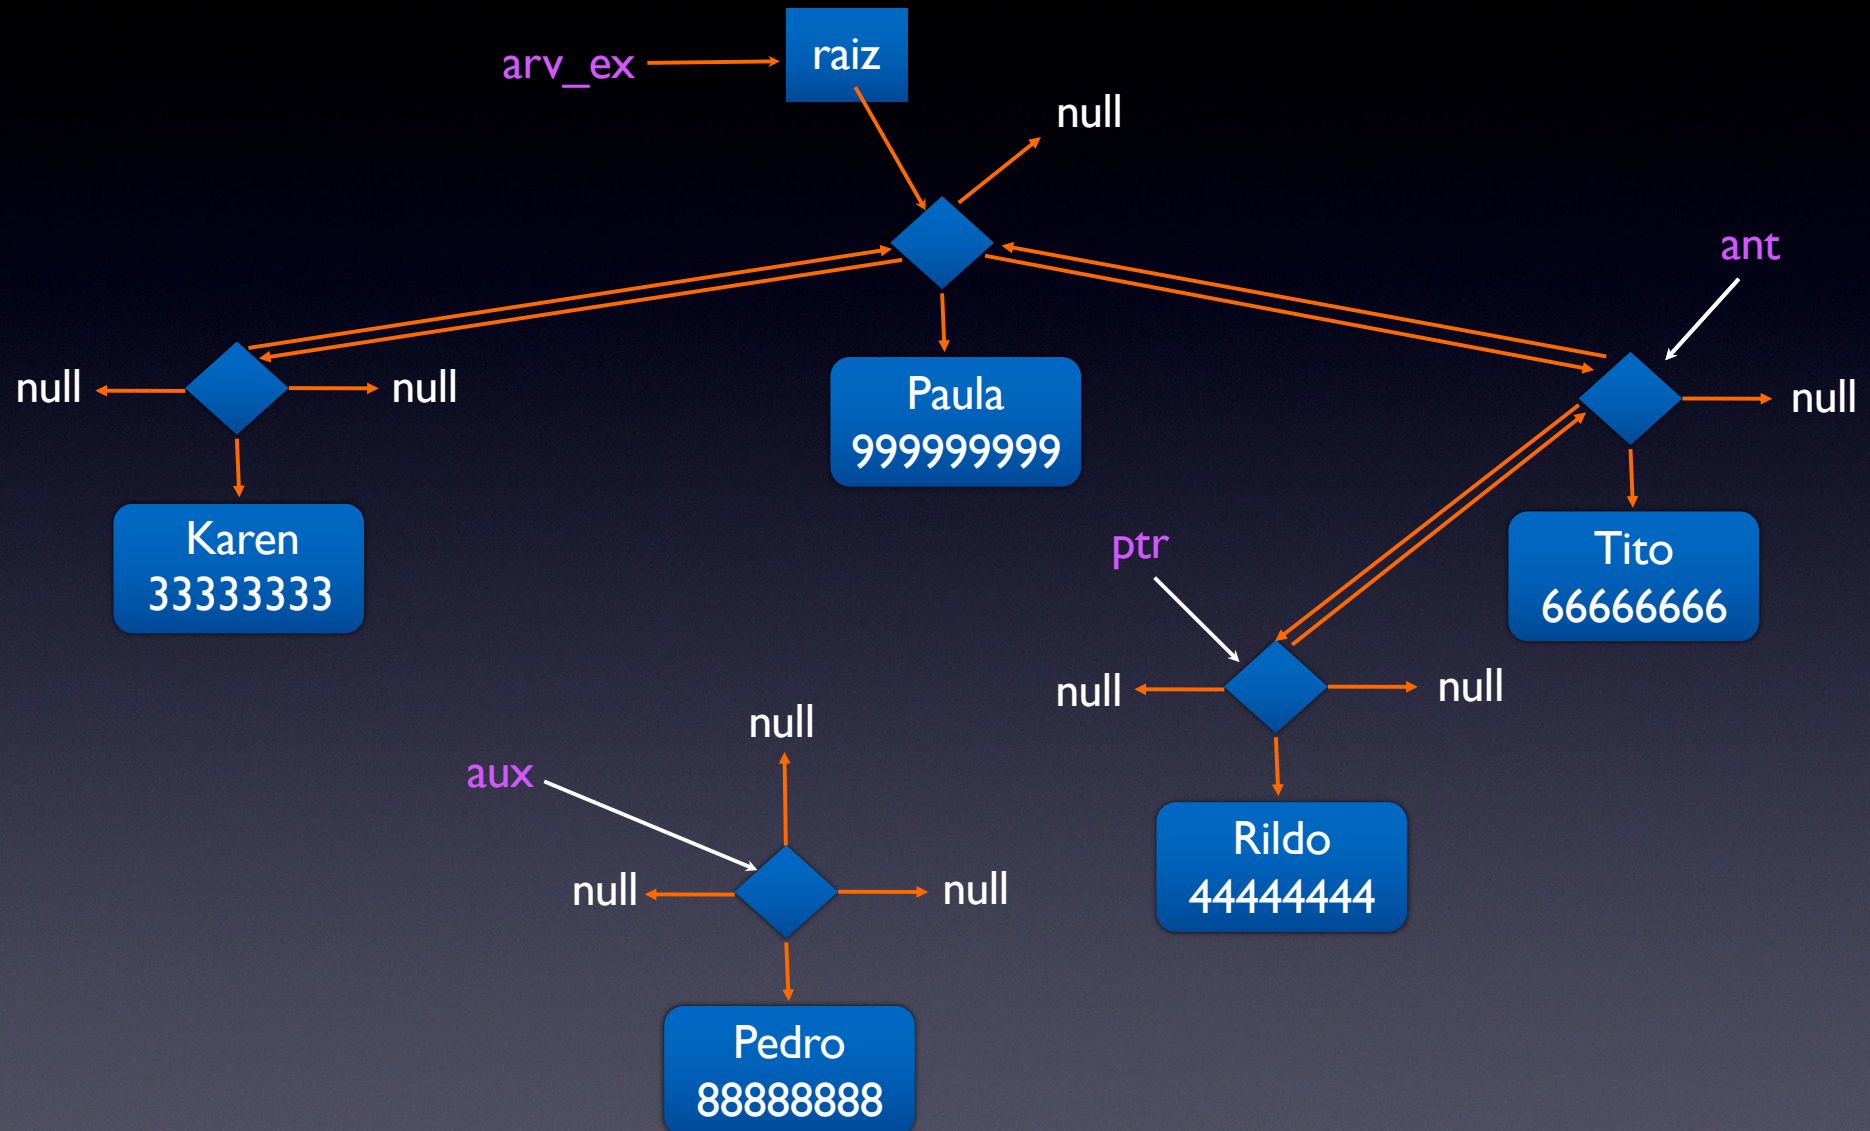 raiz
arv_ex
null
ant
null
null
Paula
999999999
null
Karen
33333333
ptr
Tito
66666666
null
null
null
aux
Rildo
44444444
null
null
Pedro
88888888